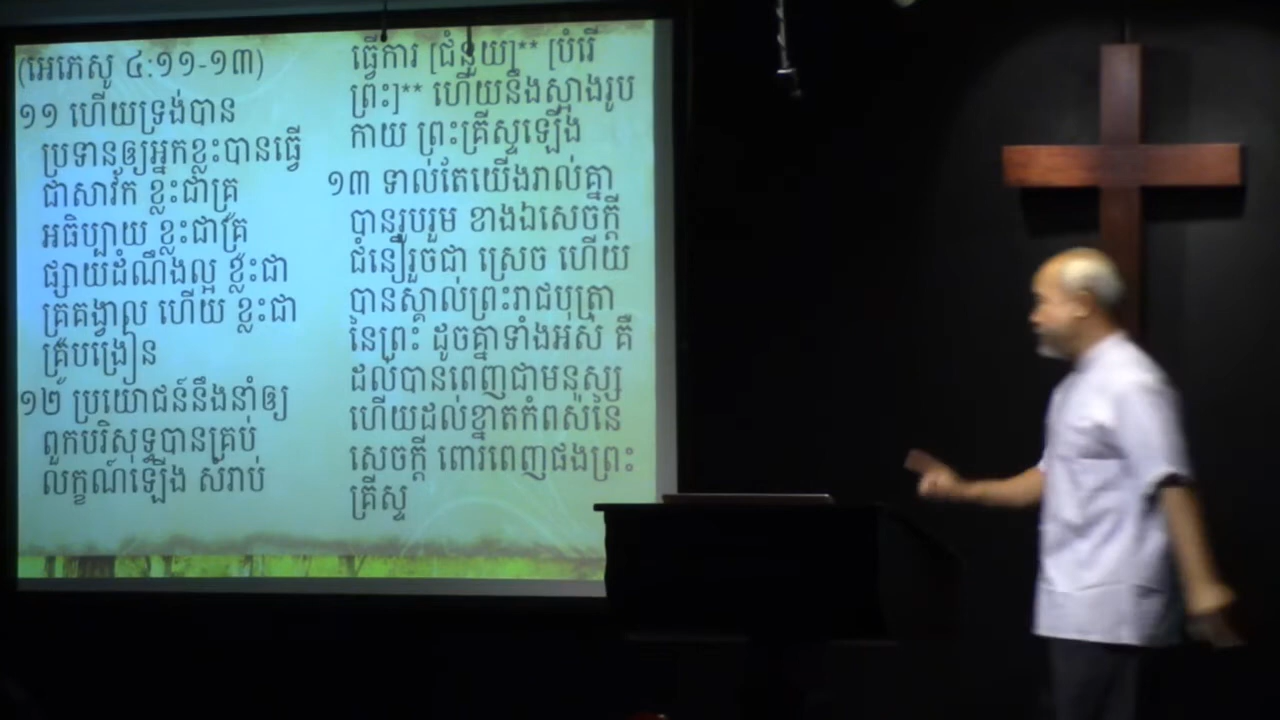 (អេភេសូ ៤:១១-១៣)
១១ ហើយទ្រង់បាន
ប្រទានឲ្យអ្នកខ្លះបានធ្វើ
ជាសាវ័ក ខ្លះជាគ្រូ
អធិប្បាយ ខ្លះជាគ្រូ
ផ្សាយដំណឹងល្អ ខ្លះជា
គ្រូគង្វាល ហើយ ខ្លះជា
គ្រូបង្រៀន
១២ ប្រយោជន៍នឹងនាំឲ្យ
ពួកបរិសុទ្ធបានគ្រប់
លក្ខណ៍ឡើង សំរាប់
ធ្វើការ [ជំនួយ]** [បំរើ
ព្រះ]** ហើយនឹងស្អាងរូប
កាយ ព្រះគ្រីស្ទឡើង
១៣ ទាល់តែយើងរាល់គ្នា
បានរួបរួម ខាងឯសេចក្ដី
ជំនឿរួចជា ស្រេច ហើយ
បានស្គាល់ព្រះរាជបុត្រា
នៃព្រះ ដូចគ្នាទាំងអស់ គឺ
ដល់បានពេញជាមនុស្ស
ហើយដល់ខ្នាតកំពស់នៃ
សេចក្ដី ពោរពេញផងព្រះ
គ្រីស្ទ